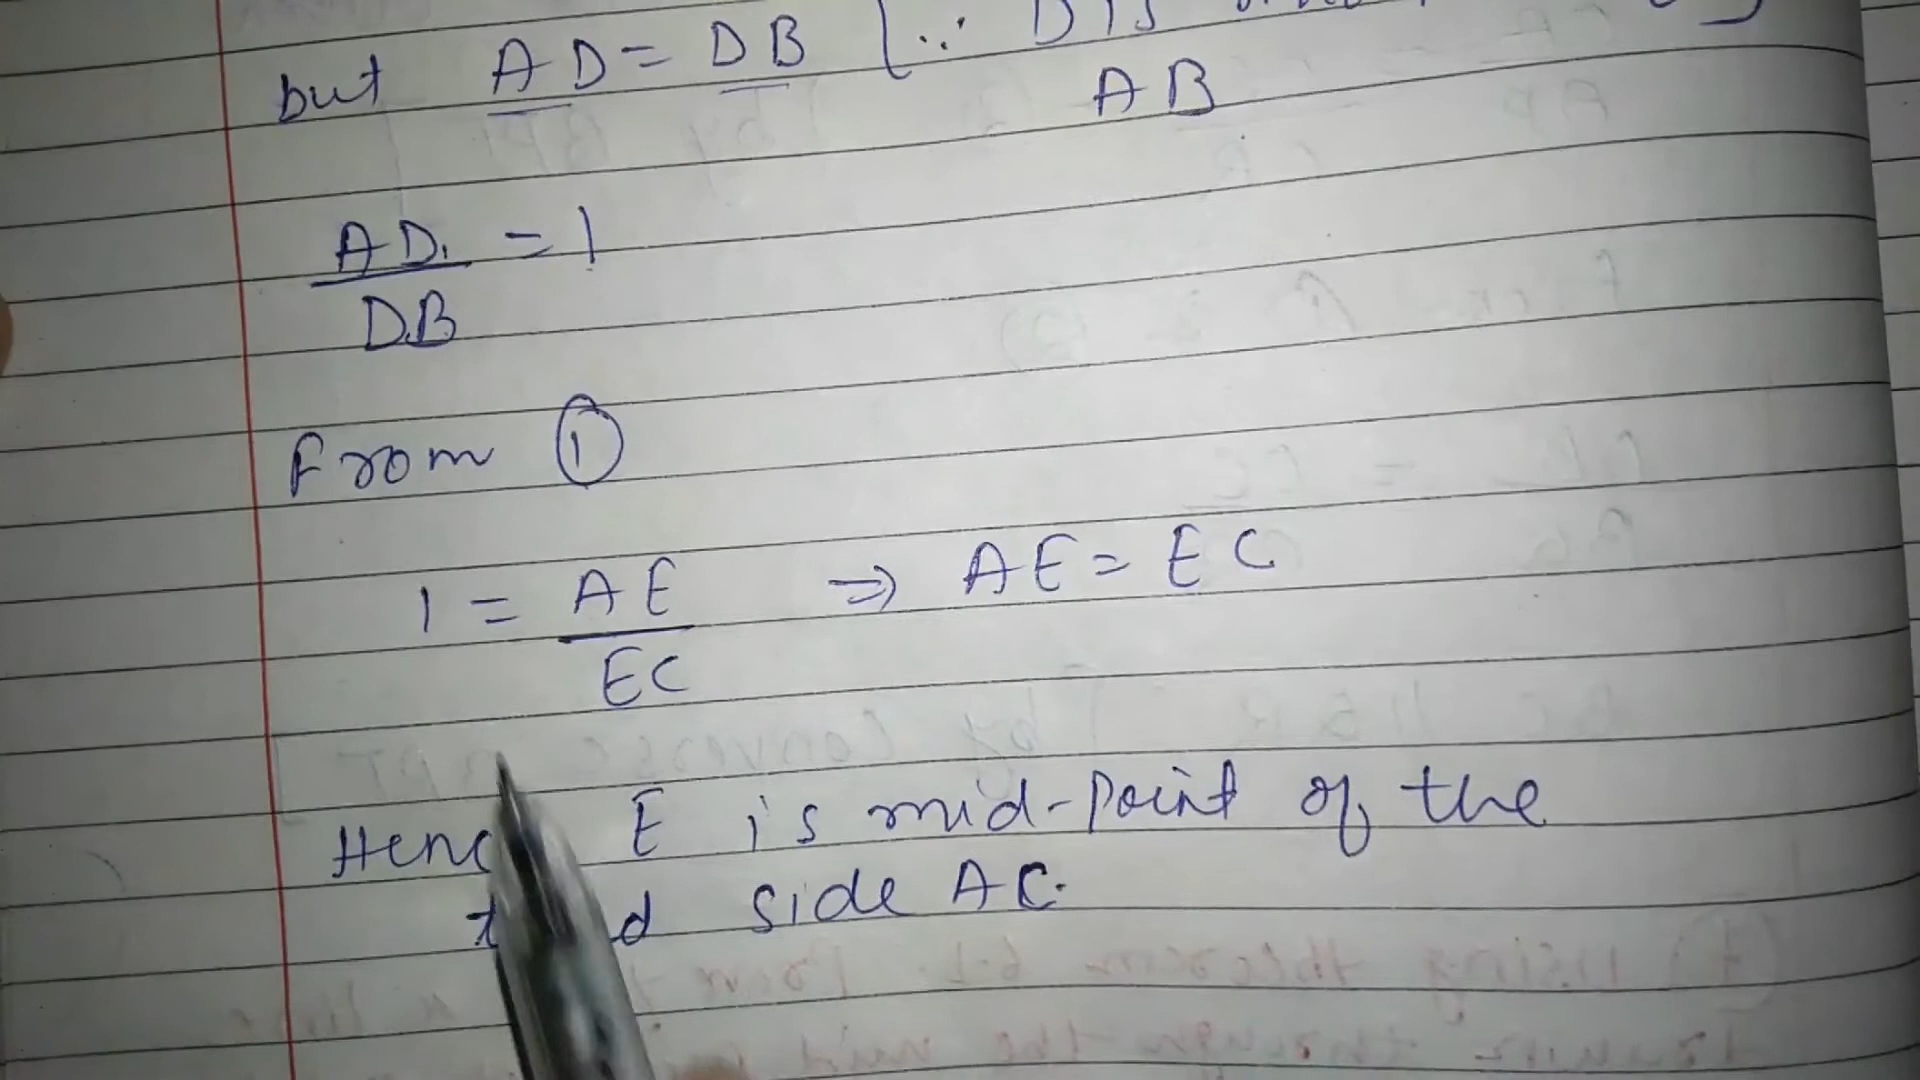 but AD = DB [∵ D is
AB
AD
DB = 1
From ①
1 = AE
EC ⇒ AE = EC
E is mid-Point of the
side AC.